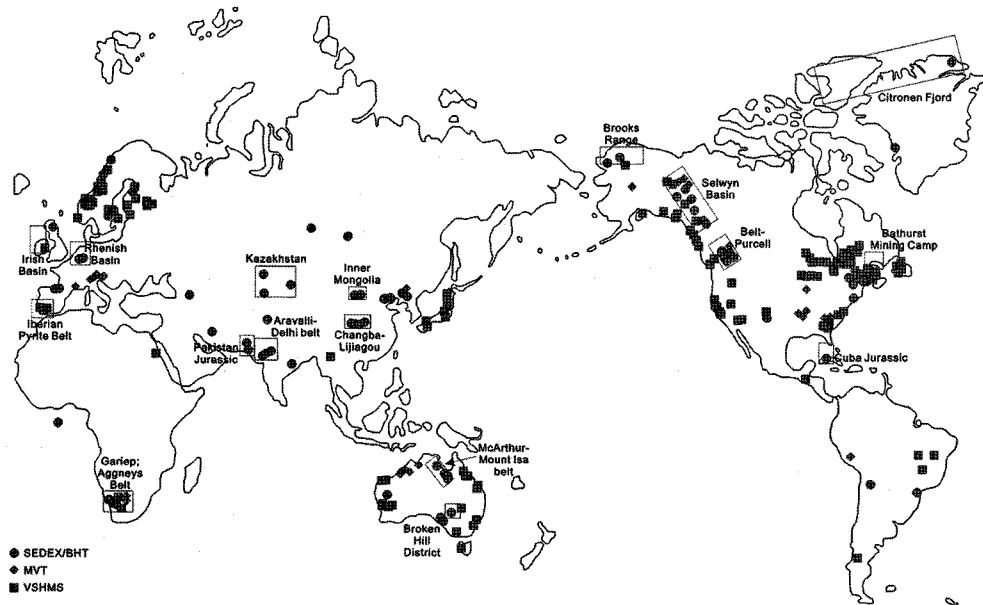 Citronen Fjord
Brooks
Range
Selwyn
Basin
Belt-
Purcell
Bathurst
Mining Camp
Irish
Basin
Rhenish
Basin
Kazakhstan
Inner
Mongolia
Iberian
Pyrite Belt
Aravalli-
Delhi belt
Changba-
Lijiagou
Pakistan
Jurassic
Cuba Jurassic
McArthur-
Mount Isa
belt
Gariep;
Aggneys
Belt
Broken
Hill
District
SEDEX/BHT
MVT
VSHMS